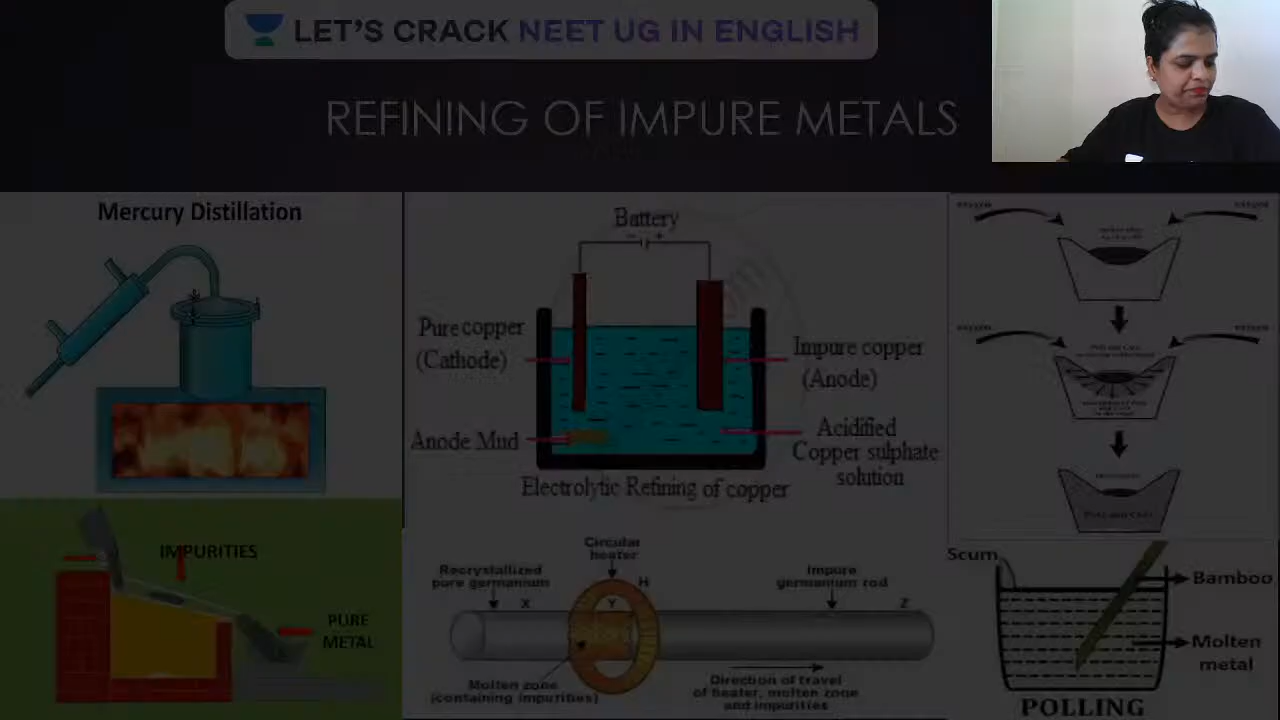 LET'S CRACK NEET UG IN ENGLISH
REFINING OF IMPURE METALS
Mercury Distillation
Battery
- +
Pure copper
(Cathode)
Impure copper
(Anode)
Anode Mud
Acidified
Copper sulphate
solution
Electrolytic Refining of copper
IMPURITIES
PURE
METAL
Circular
heater
H
Recrystallized
pure germanium
Impure
germanium rod
X
Y
Z
Molten zone
(containing impurities)
Direction of travel
of heater, molten zone
and impurities
Scum
Bamboo
Molten
metal
POLLING